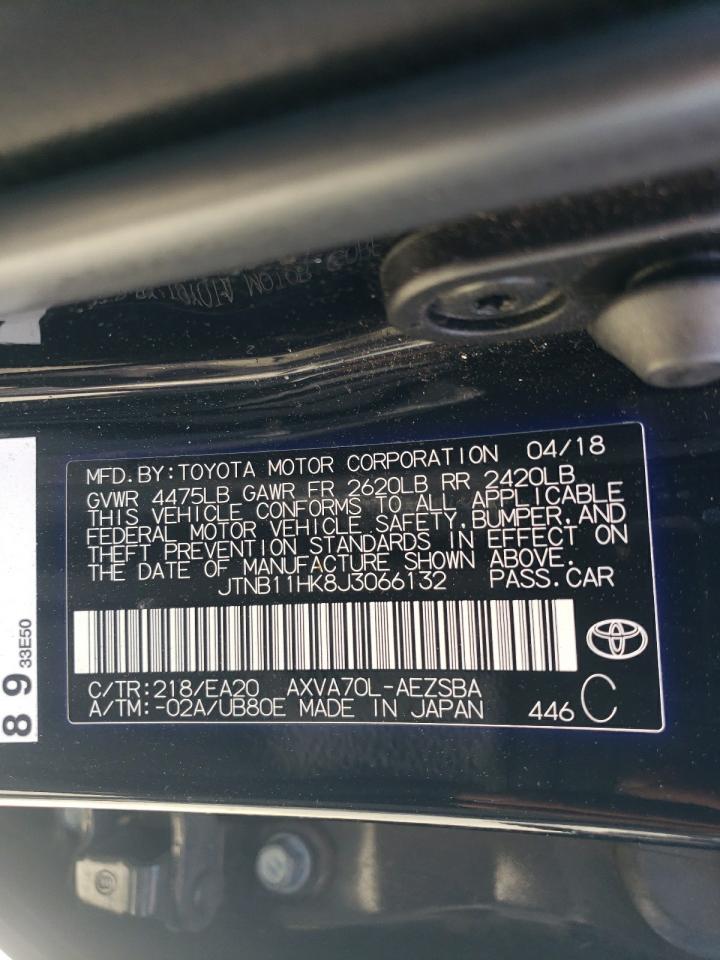 MOTOR
MFD. BY: TOYOTA MOTOR CORPORATION 04/18
GVWR 4475LB GAWR FR 2620LB RR 2420LB
THIS VEHICLE CONFORMS TO ALL APPLICABLE
FEDERAL MOTOR VEHICLE SAFETY, BUMPER, AND
THEFT PREVENTION STANDARDS IN EFFECT ON
THE DATE OF MANUFACTURE SHOWN ABOVE.
JTNB11HK8J3066132 PASS. CAR
C/TR: 218/EA20 AXVA70L-AEZSBA
A/TM: -02A/UB80E MADE IN JAPAN 446 C
89 33E50